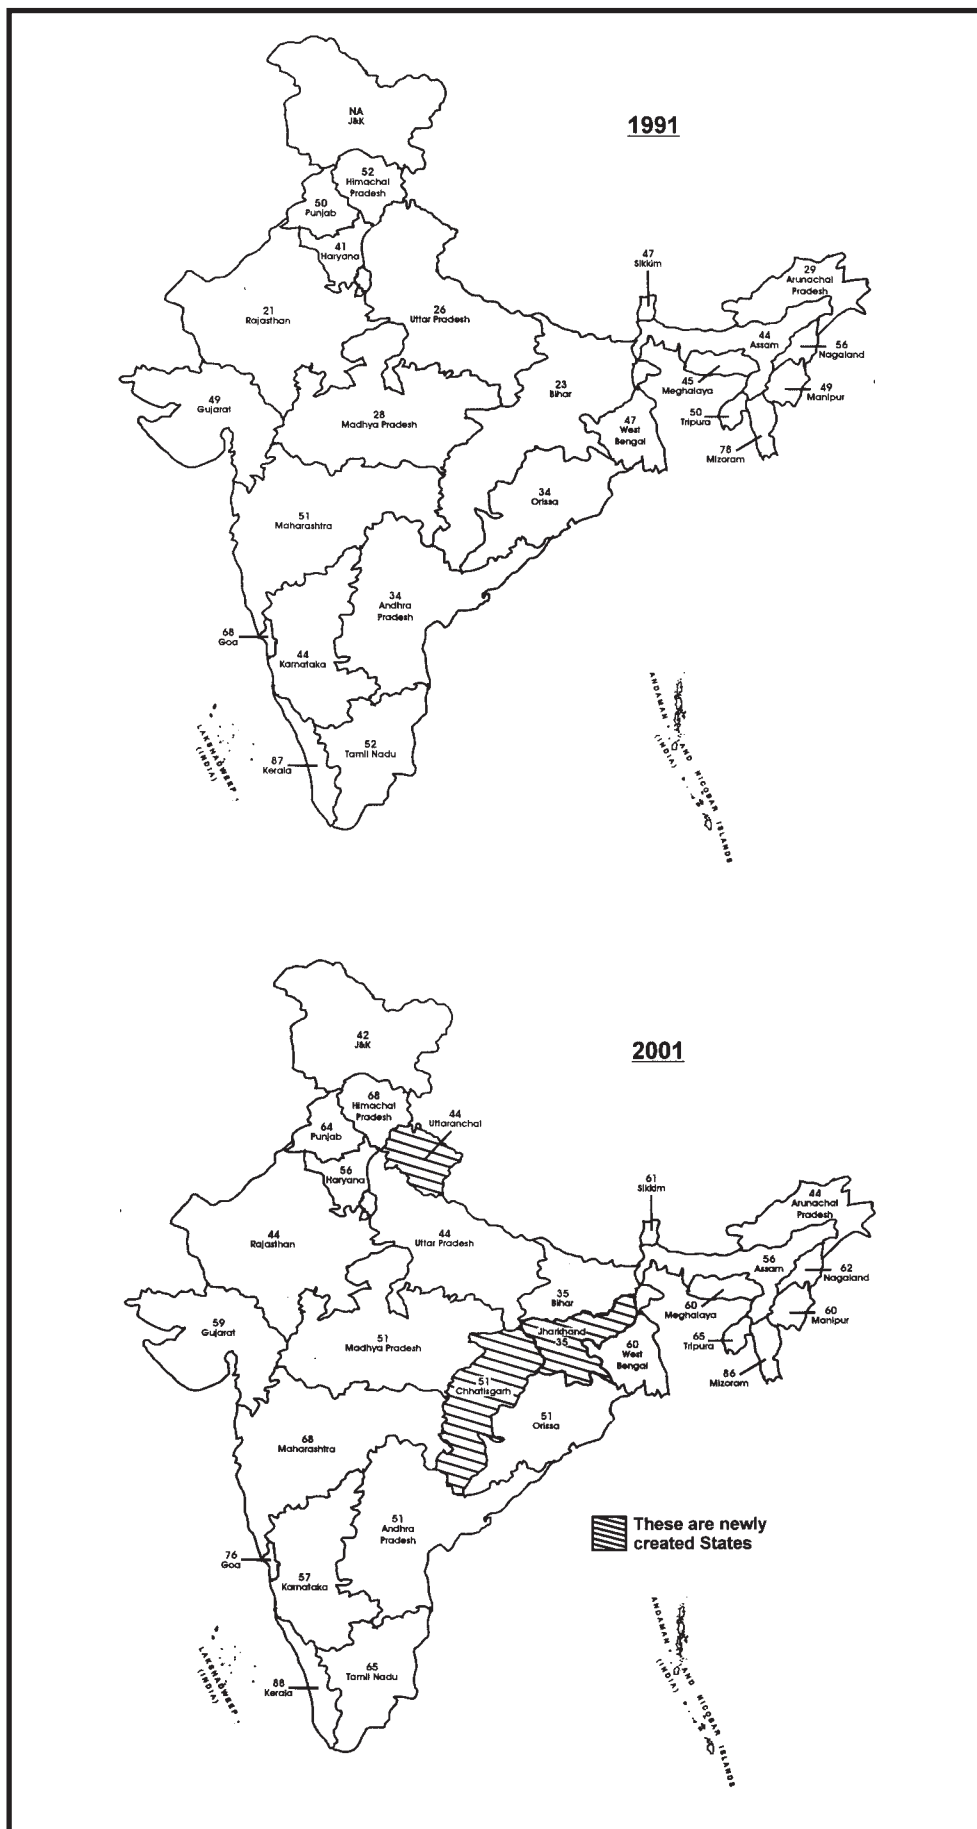 1991
NA
J&K
52
Himachal
Pradesh
50
Punjab
41
Haryana
47
Sikkim
29
Arunachal
Pradesh
21
Rajasthan
26
Uttar Pradesh
44
Assam
56
Nagaland
49
Gujarat
28
Madhya Pradesh
23
Bihar
45
Meghalaya
49
Manipur
50
Tripura
47
West
Bengal
78
Mizoram
34
Orissa
51
Maharashtra
34
Andhra
Pradesh
68
Goa
44
Karnataka
52
Tamil Nadu
87
Kerala
LAKSHADWEEP
(INDIA)
ANDAMAN AND NICOBAR ISLANDS
(INDIA)
2001
42
J&K
68
Himachal
Pradesh
44
Uttaranchal
64
Punjab
56
Haryana
61
Sikkim
44
Arunachal
Pradesh
44
Rajasthan
44
Uttar Pradesh
56
Assam
62
Nagaland
59
Gujarat
51
Madhya Pradesh
35
Bihar
Jharkhand
35
60
Meghalaya
60
Manipur
65
Tripura
60
West
Bengal
86
Mizoram
51
Chhatisgarh
51
Orissa
68
Maharashtra
51
Andhra
Pradesh
These are newly
created States
76
Goa
57
Karnataka
65
Tamil Nadu
88
Kerala
LAKSHADWEEP
(INDIA)
ANDAMAN AND NICOBAR ISLANDS
(INDIA)